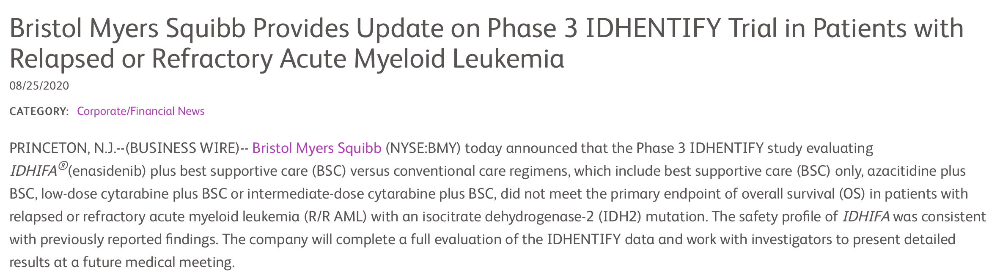 Bristol Myers Squibb Provides Update on Phase 3 IDHENTIFY Trial in Patients with
Relapsed or Refractory Acute Myeloid Leukemia
08/25/2020
CATEGORY: Corporate/Financial News
PRINCETON, N.J.--(BUSINESS WIRE)-- Bristol Myers Squibb (NYSE:BMY) today announced that the Phase 3 IDHENTIFY study evaluating
IDHIFA®(enasidenib) plus best supportive care (BSC) versus conventional care regimens, which include best supportive care (BSC) only, azacitidine plus
BSC, low-dose cytarabine plus BSC or intermediate-dose cytarabine plus BSC, did not meet the primary endpoint of overall survival (OS) in patients with
relapsed or refractory acute myeloid leukemia (R/R AML) with an isocitrate dehydrogenase-2 (IDH2) mutation. The safety profile of IDHIFA was consistent
with previously reported findings. The company will complete a full evaluation of the IDHENTIFY data and work with investigators to present detailed
results at a future medical meeting.